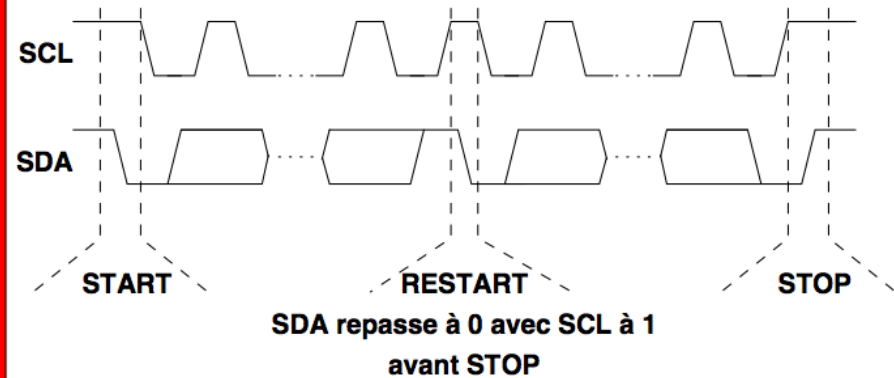 SCL
SDA
START RESTART STOP
SDA repasse à 0 avec SCL à 1
avant STOP